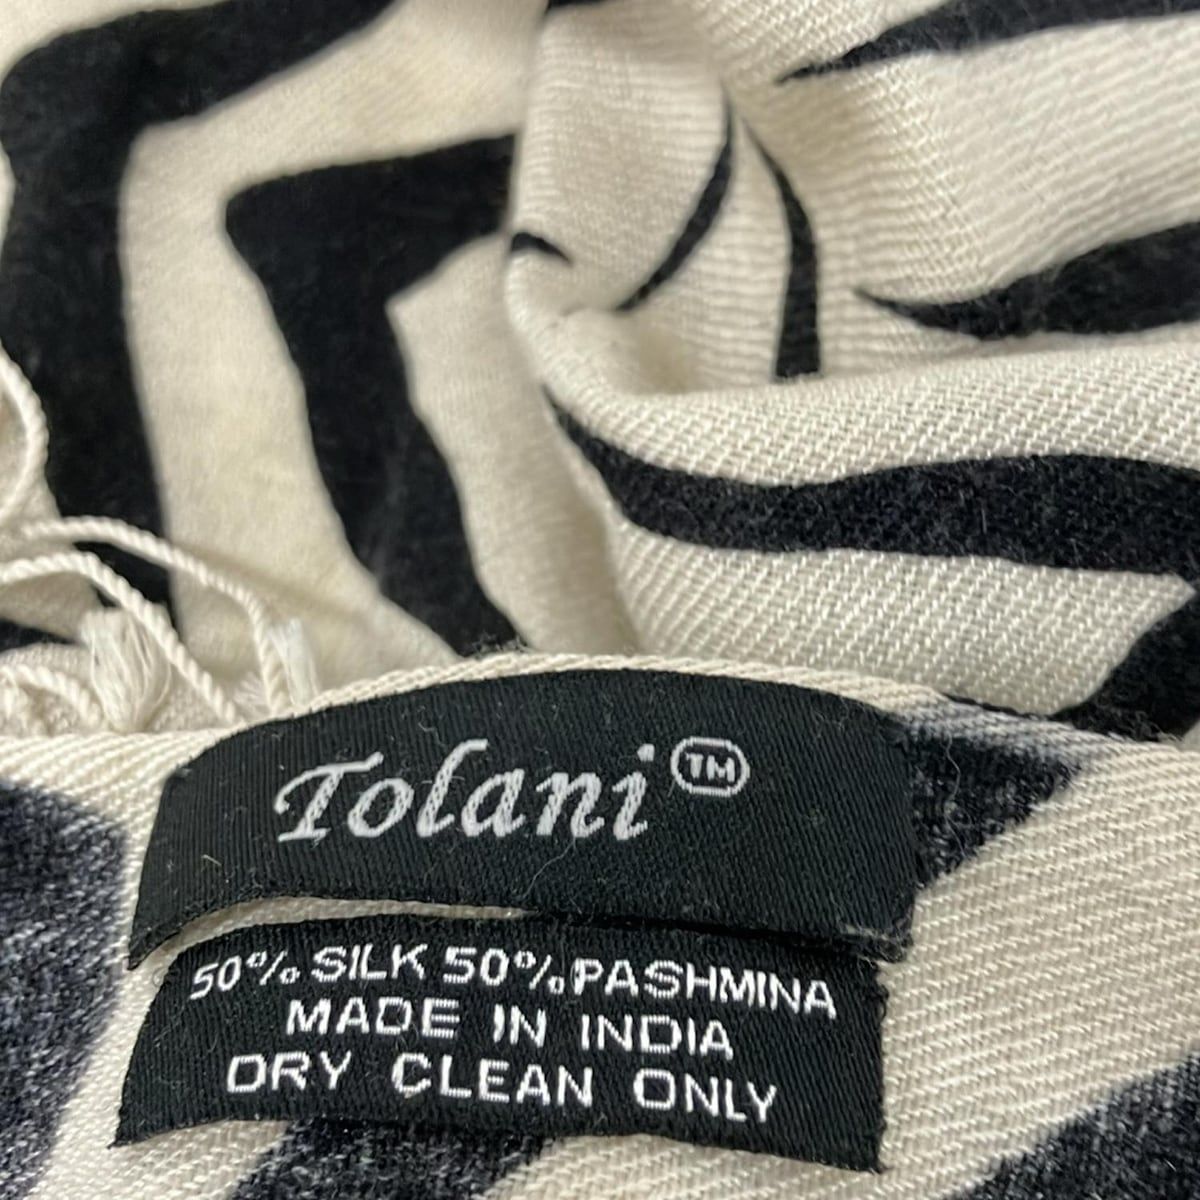 Tolani™
50% SILK 50% PASHMINA
MADE IN INDIA
DRY CLEAN ONLY